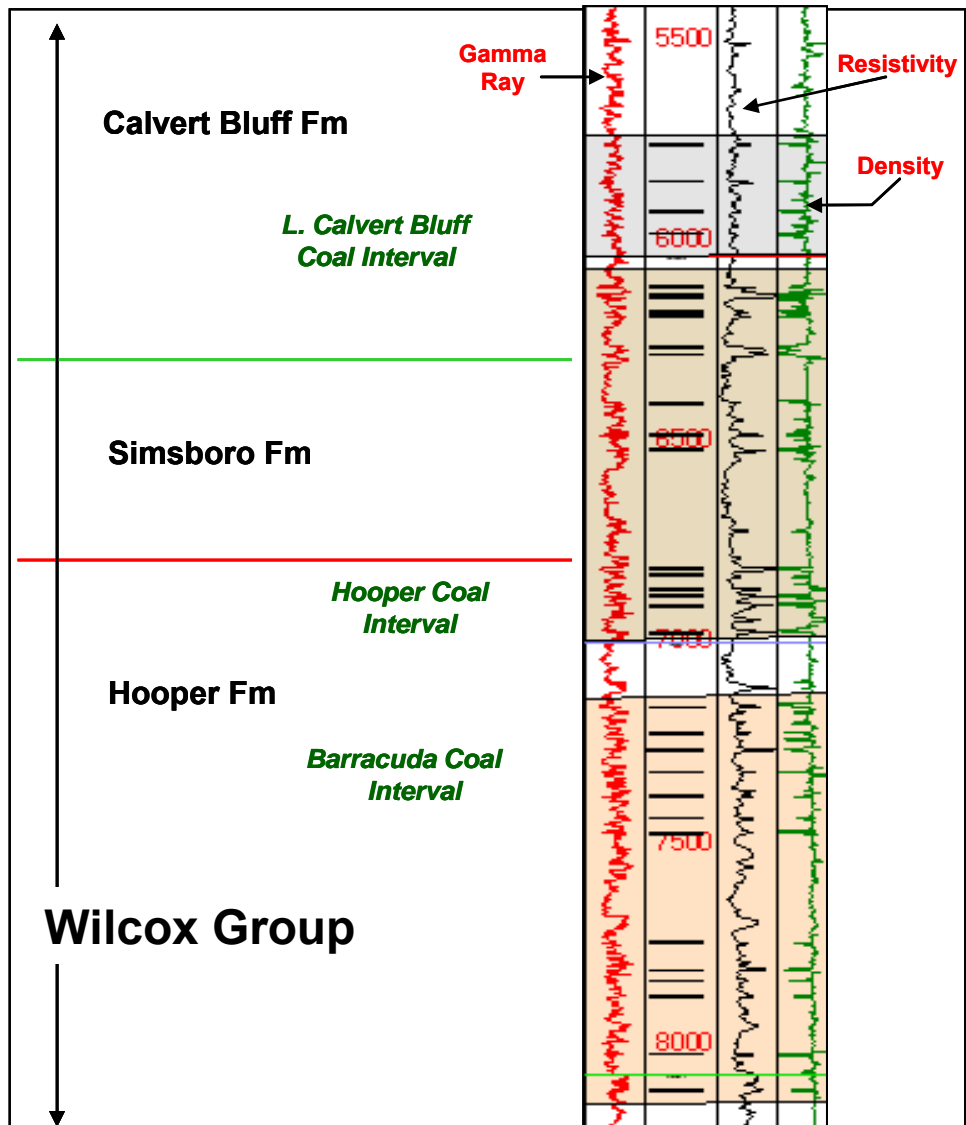 Gamma
Ray
5500
Resistivity
Calvert Bluff Fm
Density
L. Calvert Bluff
Coal Interval
6000
Simsboro Fm
6500
Hooper Coal
Interval
7000
Hooper Fm
Barracuda Coal
Interval
7500
Wilcox Group
8000